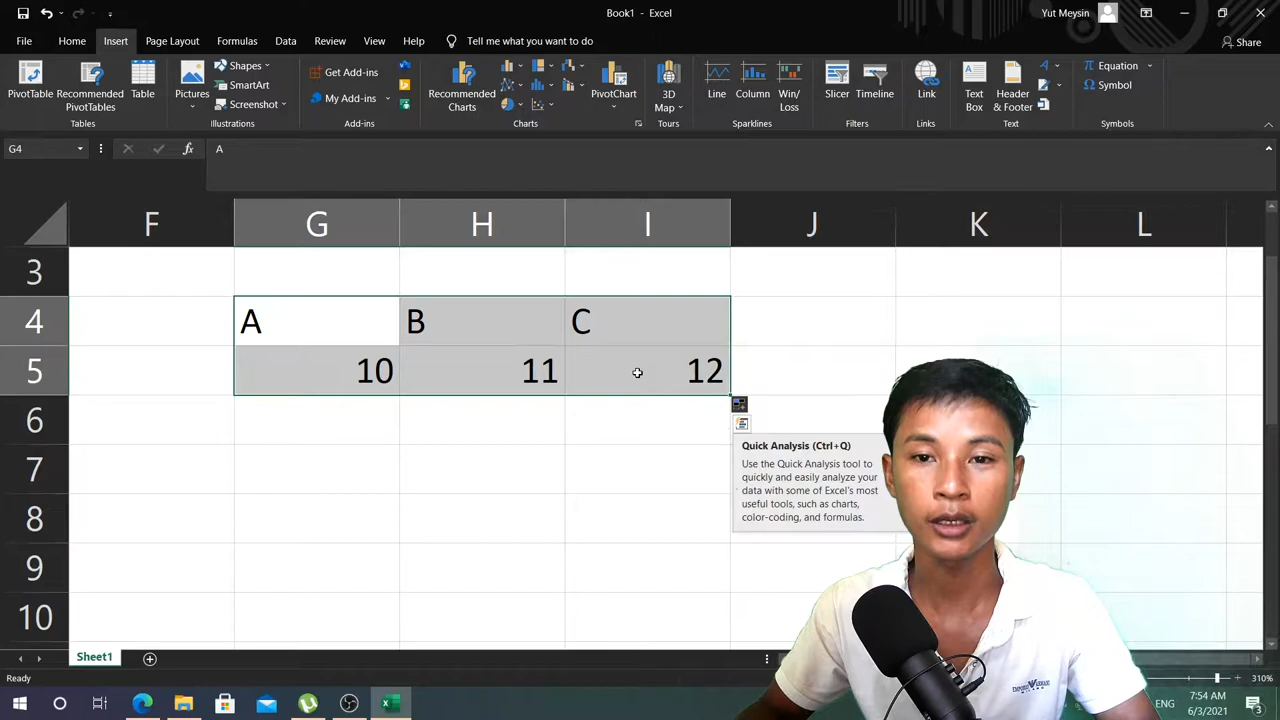 Book1 - Excel
Yut Meysin
File Home Insert Page Layout Formulas Data Review View Help Tell me what you want to do
Share
PivotTable
Recommended PivotTables
Table
Tables
Pictures
Shapes
SmartArt
Screenshot
Illustrations
Get Add-ins
My Add-ins
Add-ins
Recommended Charts
PivotChart
Charts
3D Map
Tours
Line
Column
Win/ Loss
Sparklines
Slicer
Timeline
Filters
Link
Links
Text Box
Header & Footer
Text
Equation
Symbol
Symbols
G4
fx
A
F G H I J K L
3
4 A B C
5 10 11 12
6
7
8
9
10
Quick Analysis (Ctrl+Q)
Use the Quick Analysis tool to
quickly and easily analyze your
data with some of Excel's most
useful tools, such as charts,
color-coding, and formulas.
Sheet1
Ready
310%
ENG
7:54 AM
6/3/2021
3